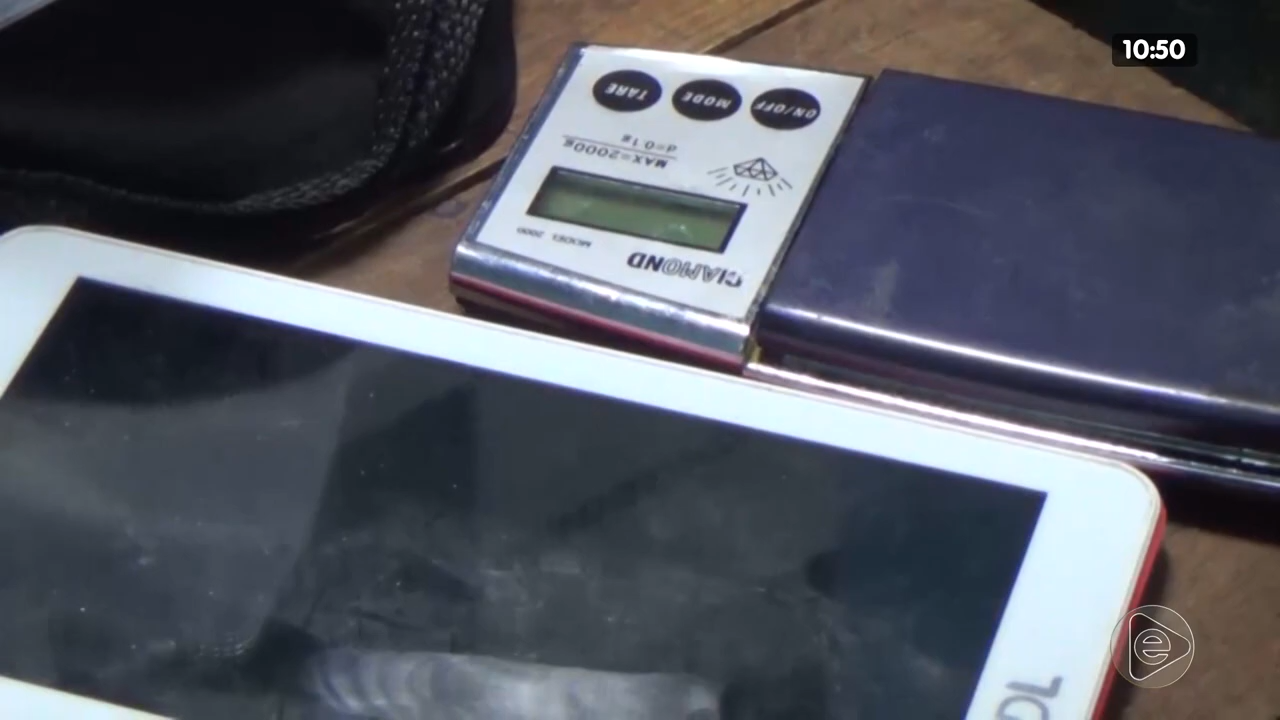 10:50
TARE MODE ON/OFF
MAX=2000g
d=0.1g
MODEL 2000
DIAMOND
e